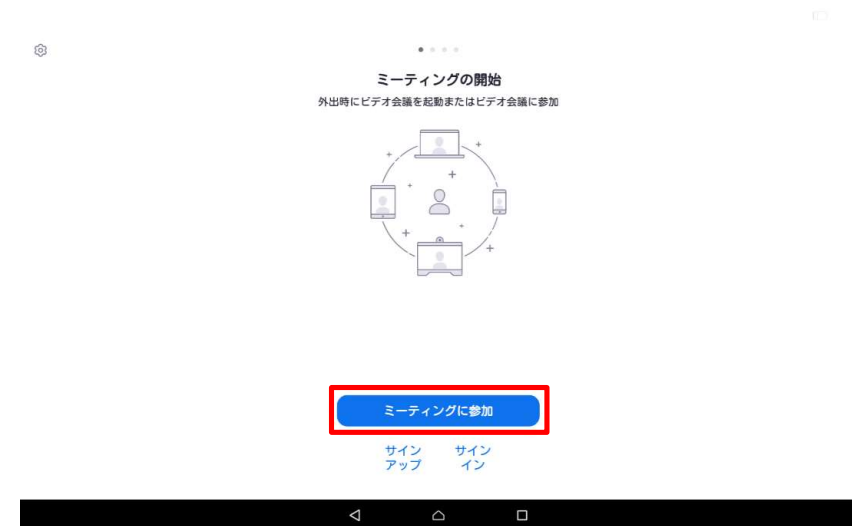 ミーティングの開始
外出時にビデオ会議を起動またはビデオ会議に参加
ミーティングに参加
サイン サイン
アップ イン